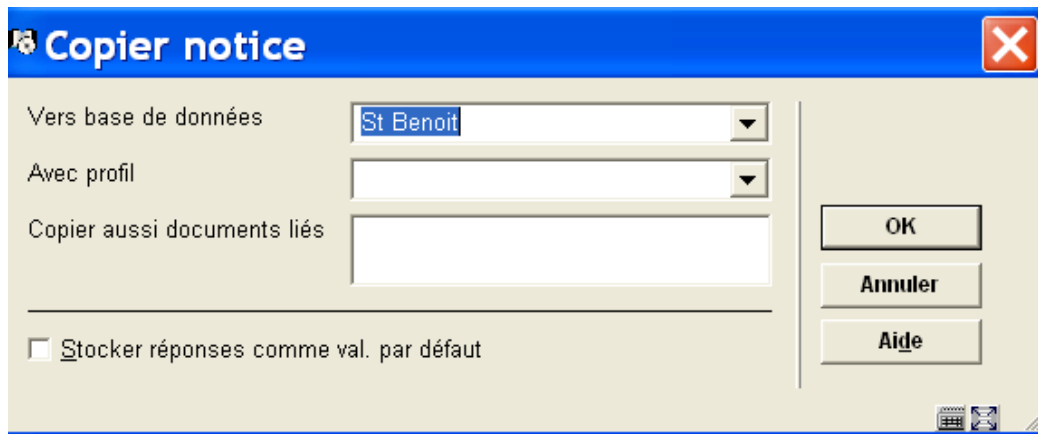 Copier notice
Vers base de données
St Benoit
Avec profil
Copier aussi documents liés
OK
Annuler
Stocker réponses comme val. par défaut
Aide